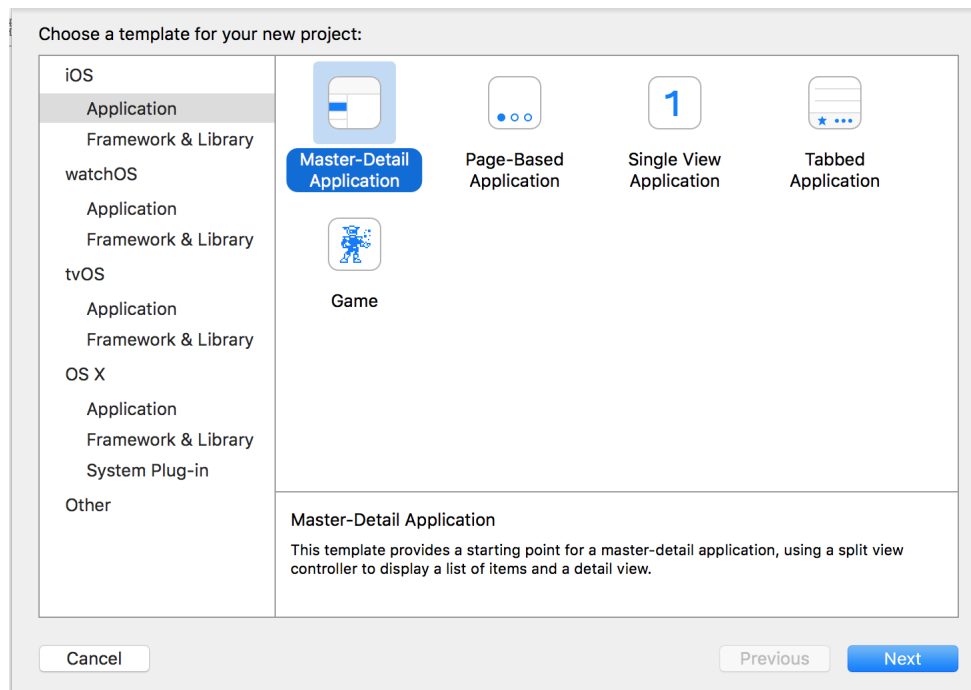 Choose a template for your new project:
iOS
Application
Framework & Library
watchOS
Application
Framework & Library
tvOS
Application
Framework & Library
OS X
Application
Framework & Library
System Plug-in
Other
Master-Detail
Application
Page-Based
Application
1
Single View
Application
Tabbed
Application
Game
Master-Detail Application
This template provides a starting point for a master-detail application, using a split view
controller to display a list of items and a detail view.
Cancel
Previous
Next